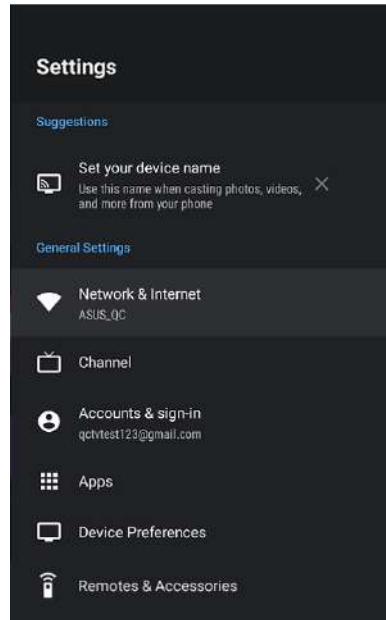 Settings
Suggestions
Set your device name
Use this name when casting photos, videos,
and more from your phone
General Settings
Network & Internet
ASUS_QC
Channel
Accounts & sign-in
qctvtest123@gmail.com
Apps
Device Preferences
Remotes & Accessories